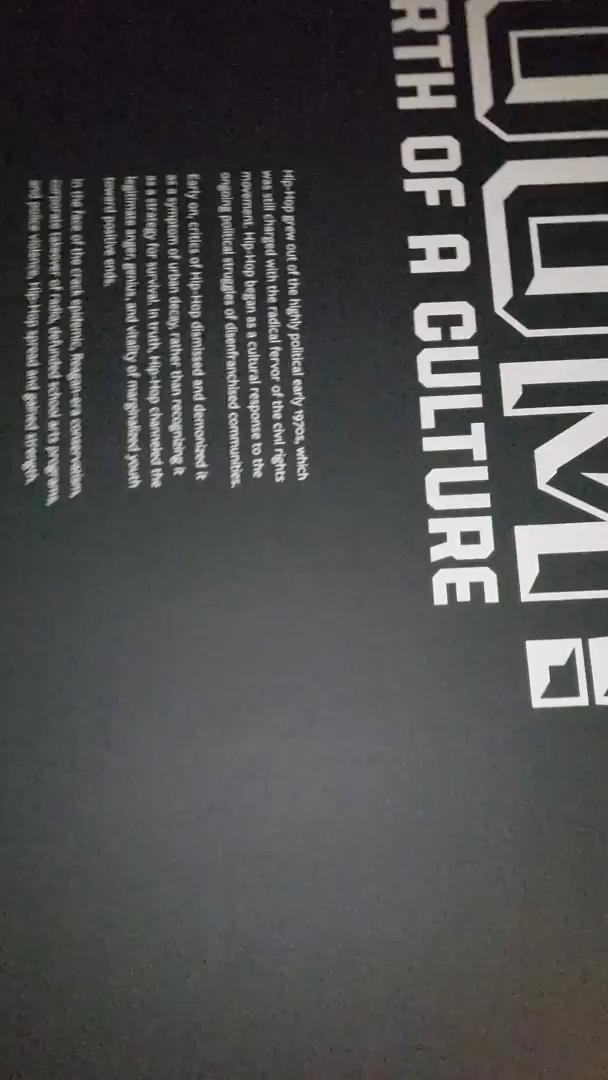 OOM:
RTH OF A CULTURE
Hip-Hop grew out of the highly political early 1970s, which
was still charged with the radical fervor of the civil rights
movement. Hip-Hop began as a cultural response to the
ongoing political struggles of disenfranchised communities.
Early on, critics of Hip-Hop dismissed and demonized it
as a symptom of urban decay, rather than recognizing it
as a strategy for survival. In truth, Hip-Hop channeled the
legitimate anger, genius, and vitality of marginalized youth
toward positive ends.
In the face of the crack epidemic, Reagan-era conservatism,
corporate takeover of radio, defunded school arts programs,
and police violence, Hip-Hop spread and gained strength.